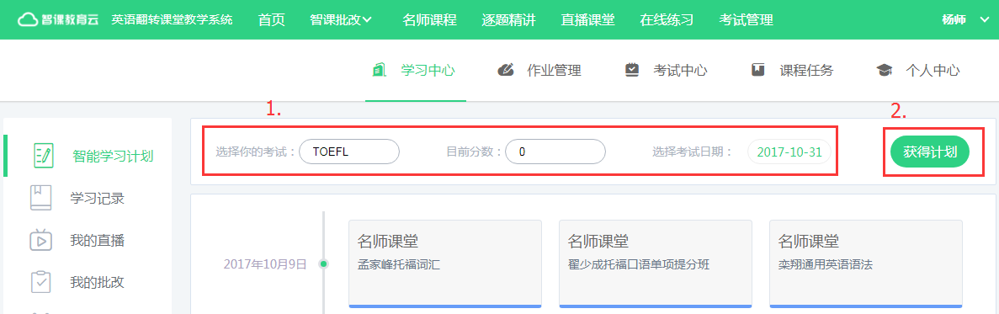 智课教育云 英语翻转课堂教学系统 首页 智课批改 名师课程 逐题精讲 直播课堂 在线练习 考试管理 杨帅
学习中心 作业管理 考试中心 课程任务 个人中心
1. 2.
智能学习计划
选择你的考试： TOEFL 目前分数： 0 选择考试日期： 2017-10-31 获得计划
学习记录
我的直播
我的批改
2017年10月9日
名师课堂 名师课堂 名师课堂
孟家峰托福词汇 翟少成托福口语单项提分班 栾翔通用英语语法